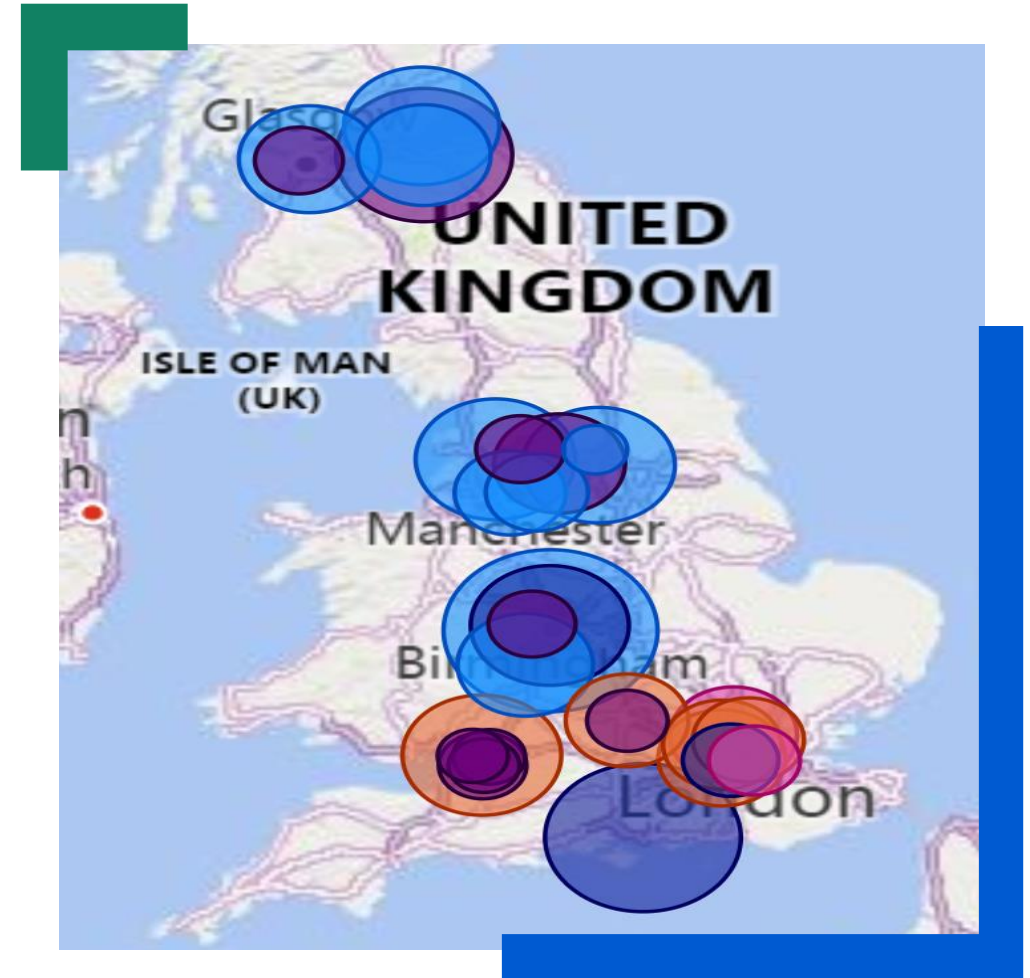 Glasgow
UNITED
KINGDOM
ISLE OF MAN
(UK)
n
h
Manchester
Birmingham
London